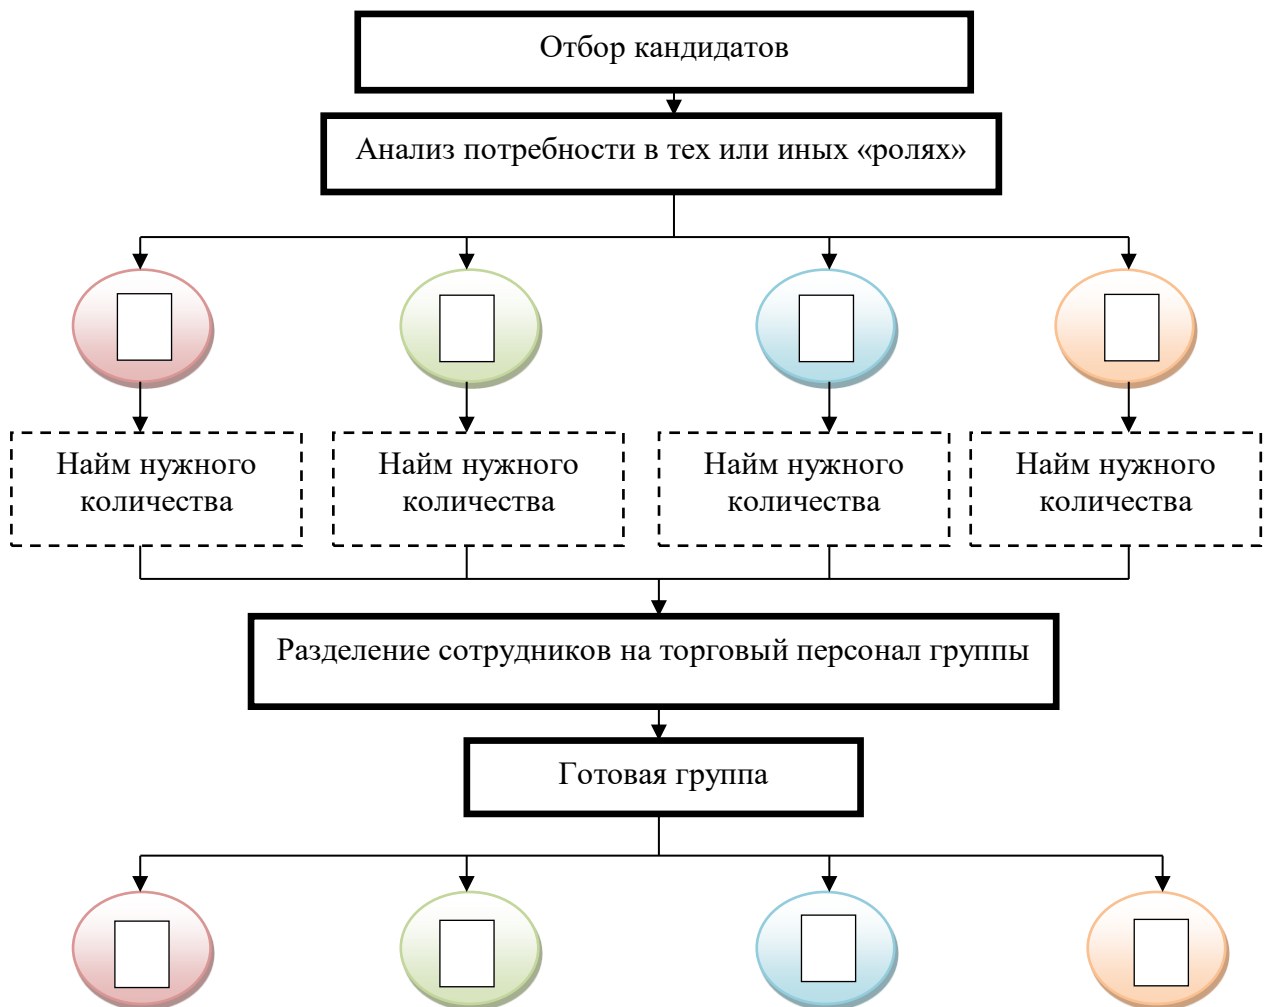 Отбор кандидатов
Анализ потребности в тех или иных «ролях»
Найм нужного
количества
Найм нужного
количества
Найм нужного
количества
Найм нужного
количества
Разделение сотрудников на торговый персонал группы
Готовая группа